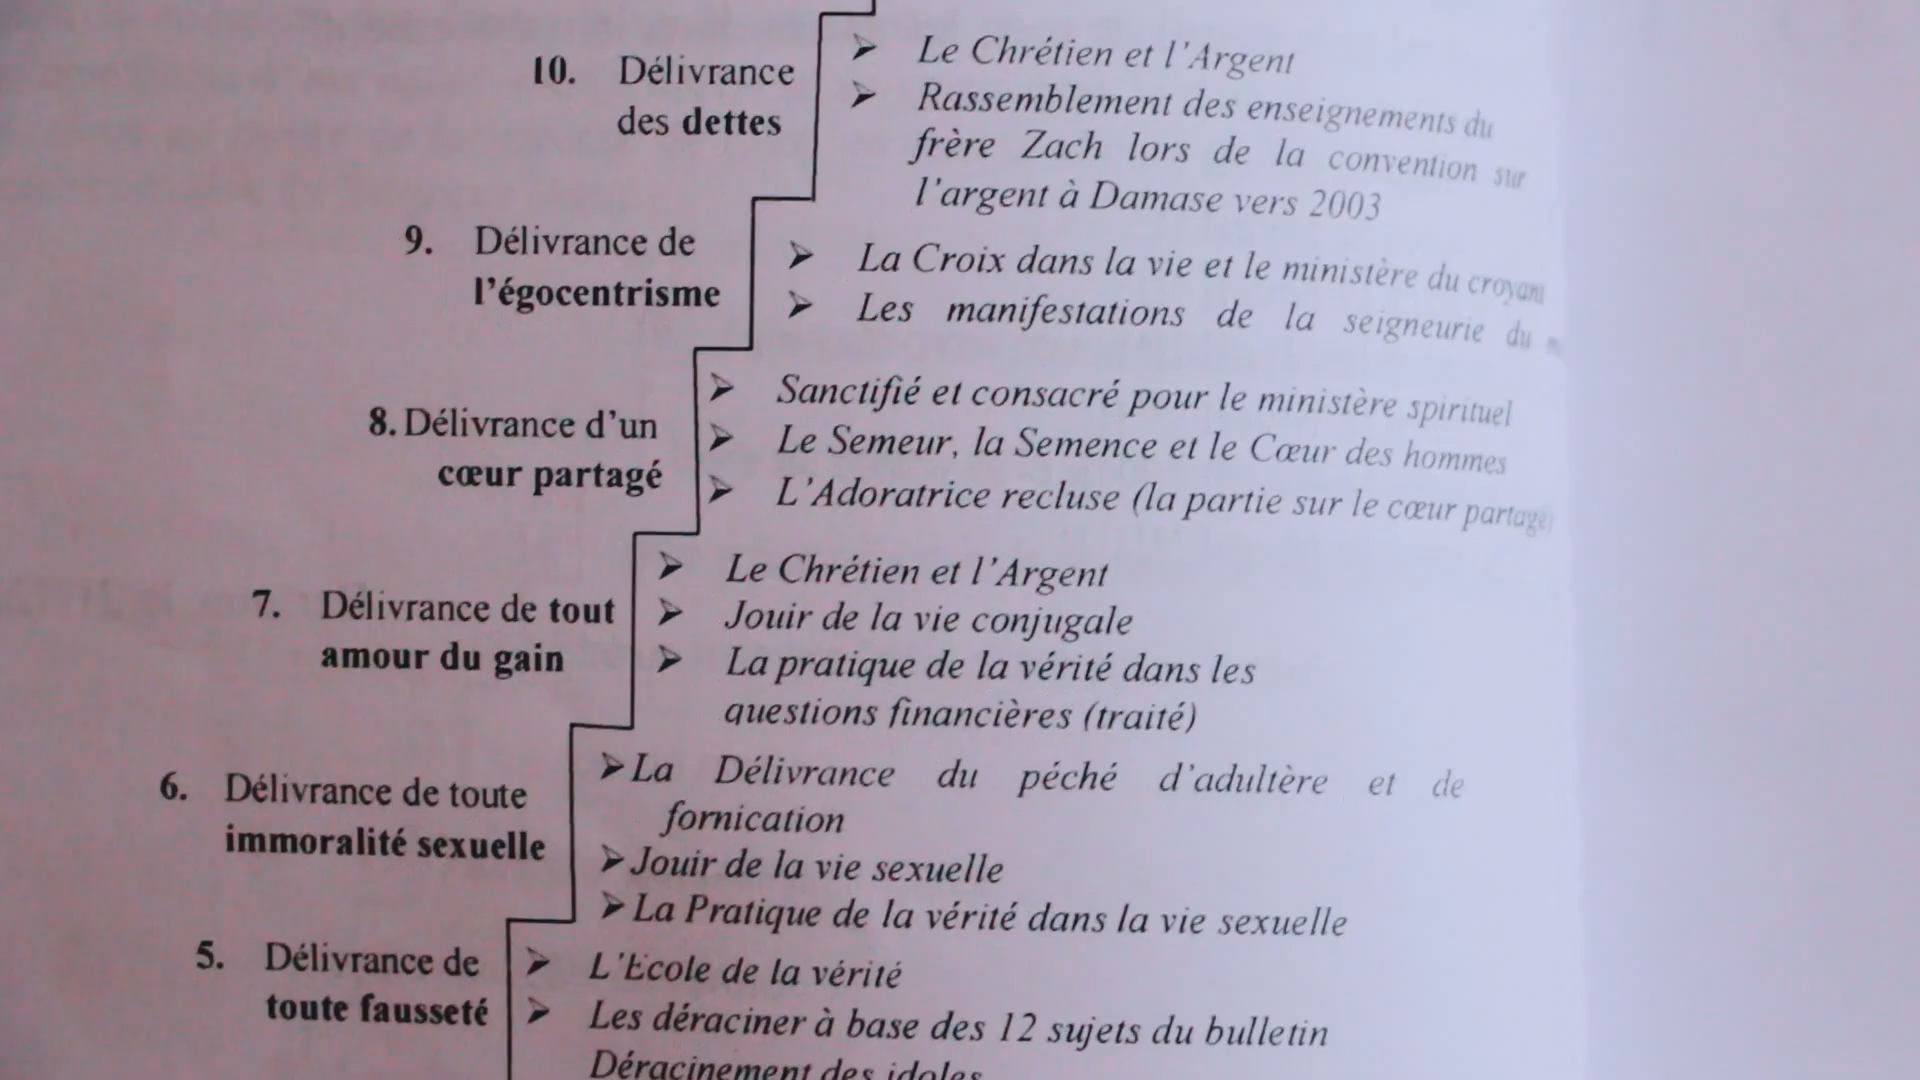 10. Délivrance
des dettes
➢ Le Chrétien et l'Argent
➢ Rassemblement des enseignements du
frère Zach lors de la convention sur
l'argent à Damase vers 2003
9. Délivrance de
l'égocentrisme
➢ La Croix dans la vie et le ministère du croyant
➢ Les manifestations de la seigneurie du
8. Délivrance d'un
cœur partagé
➢ Sanctifié et consacré pour le ministère spirituel
➢ Le Semeur, la Semence et le Cœur des hommes
➢ L'Adoratrice recluse (la partie sur le cœur partagé)
7. Délivrance de tout
amour du gain
➢ Le Chrétien et l'Argent
➢ Jouir de la vie conjugale
➢ La pratique de la vérité dans les
questions financières (traité)
6. Délivrance de toute
immoralité sexuelle
➢ La Délivrance du péché d'adultère et de
fornication
➢ Jouir de la vie sexuelle
➢ La Pratique de la vérité dans la vie sexuelle
5. Délivrance de
toute fausseté
➢ L'Ecole de la vérité
➢ Les déraciner à base des 12 sujets du bulletin
Déracinement des idoles